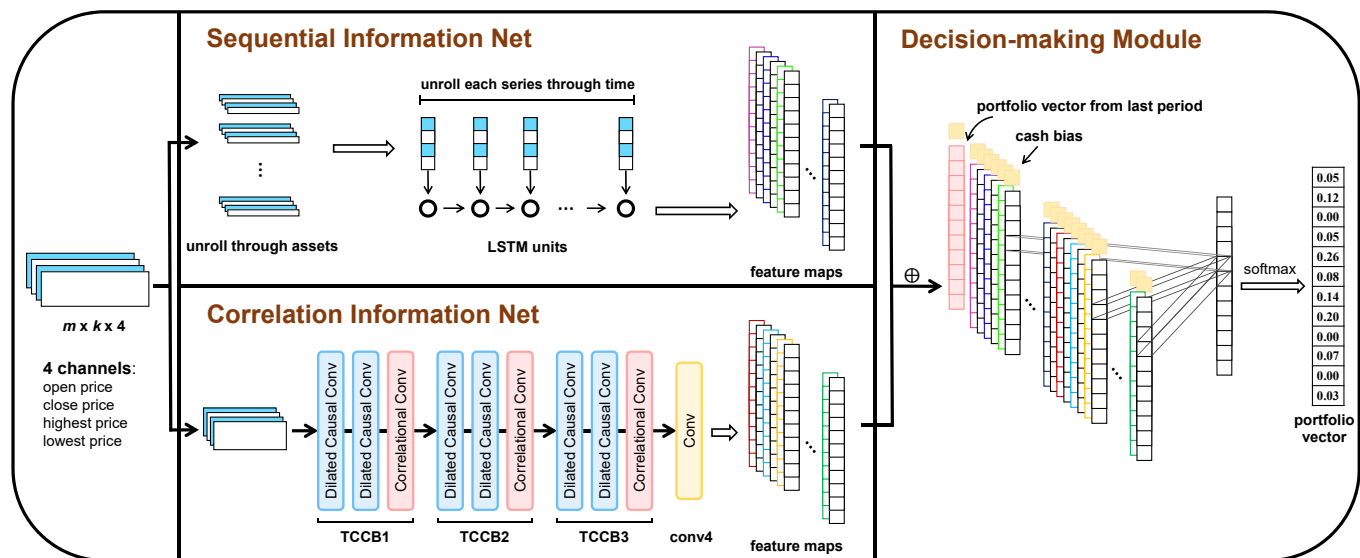 Sequential Information Net
unroll each series through time
...
unroll through assets
...
LSTM units
...
feature maps
m x k x 4
4 channels:
open price
close price
highest price
lowest price
Correlation Information Net
Dilated Causal Conv
Dilated Causal Conv
Correlational Conv
Dilated Causal Conv
Dilated Causal Conv
Correlational Conv
Dilated Causal Conv
Dilated Causal Conv
Correlational Conv
Conv
TCCB1
TCCB2
TCCB3
conv4
...
feature maps
⊕
Decision-making Module
portfolio vector from last period
cash bias
...
...
softmax
0.05
0.12
0.00
0.05
0.26
0.08
0.14
0.20
0.00
0.07
0.00
0.03
portfolio
vector